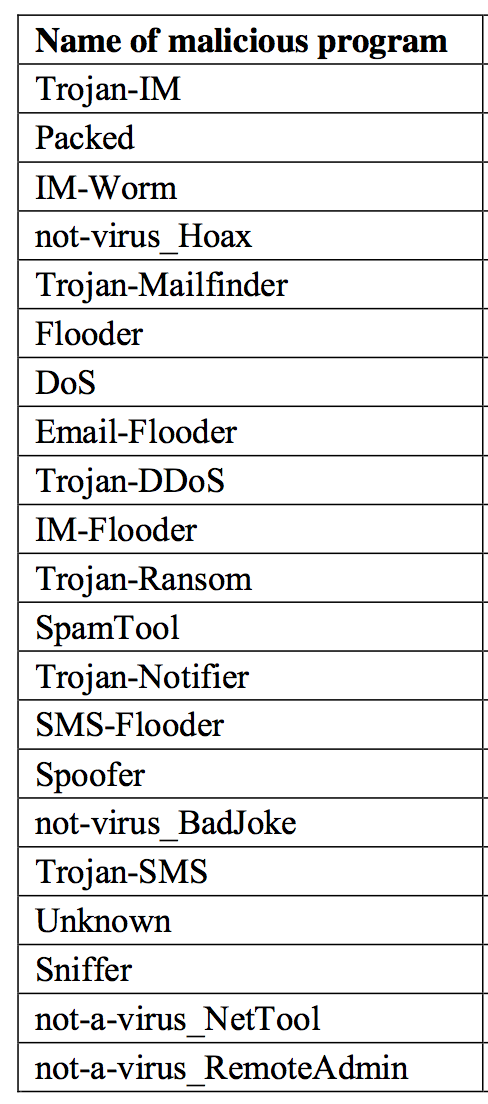 Name of malicious program
Trojan-IM
Packed
IM-Worm
not-virus_Hoax
Trojan-Mailfinder
Flooder
DoS
Email-Flooder
Trojan-DDoS
IM-Flooder
Trojan-Ransom
SpamTool
Trojan-Notifier
SMS-Flooder
Spoofer
not-virus_BadJoke
Trojan-SMS
Unknown
Sniffer
not-a-virus_NetTool
not-a-virus_RemoteAdmin